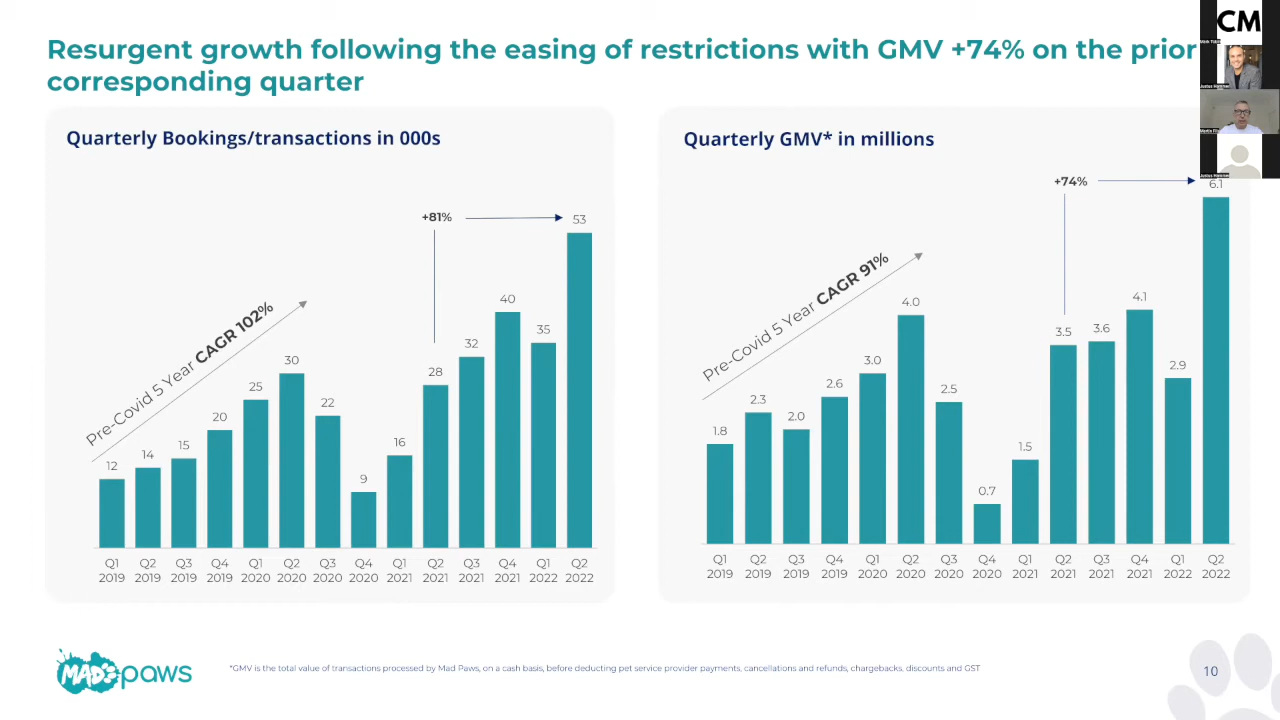 Resurgent growth following the easing of restrictions with GMV +74% on the prior
corresponding quarter
CM
Quarterly Bookings/transactions in 000s
+81%
Pre-Covid 5 Year CAGR 102%
12
14
15
20
25
30
22
9
16
28
32
40
35
53
Q1 Q2 Q3 Q4 Q1 Q2 Q3 Q4 Q1 Q2 Q3 Q4 Q1 Q2
2019 2019 2019 2019 2020 2020 2020 2020 2021 2021 2021 2021 2022 2022
Quarterly GMV* in millions
+74%
Pre-Covid 5 Year CAGR 91%
1.8
2.3
2.0
2.6
3.0
4.0
2.5
0.7
1.5
3.5
3.6
4.1
2.9
6.1
Q1 Q2 Q3 Q4 Q1 Q2 Q3 Q4 Q1 Q2 Q3 Q4 Q1 Q2
2019 2019 2019 2019 2020 2020 2020 2020 2021 2021 2021 2021 2022 2022
MAD paws
*GMV is the total value of transactions processed by Mad Paws, on a cash basis, before deducting pet service provider payments, cancellations and refunds, chargebacks, discounts and GST
10